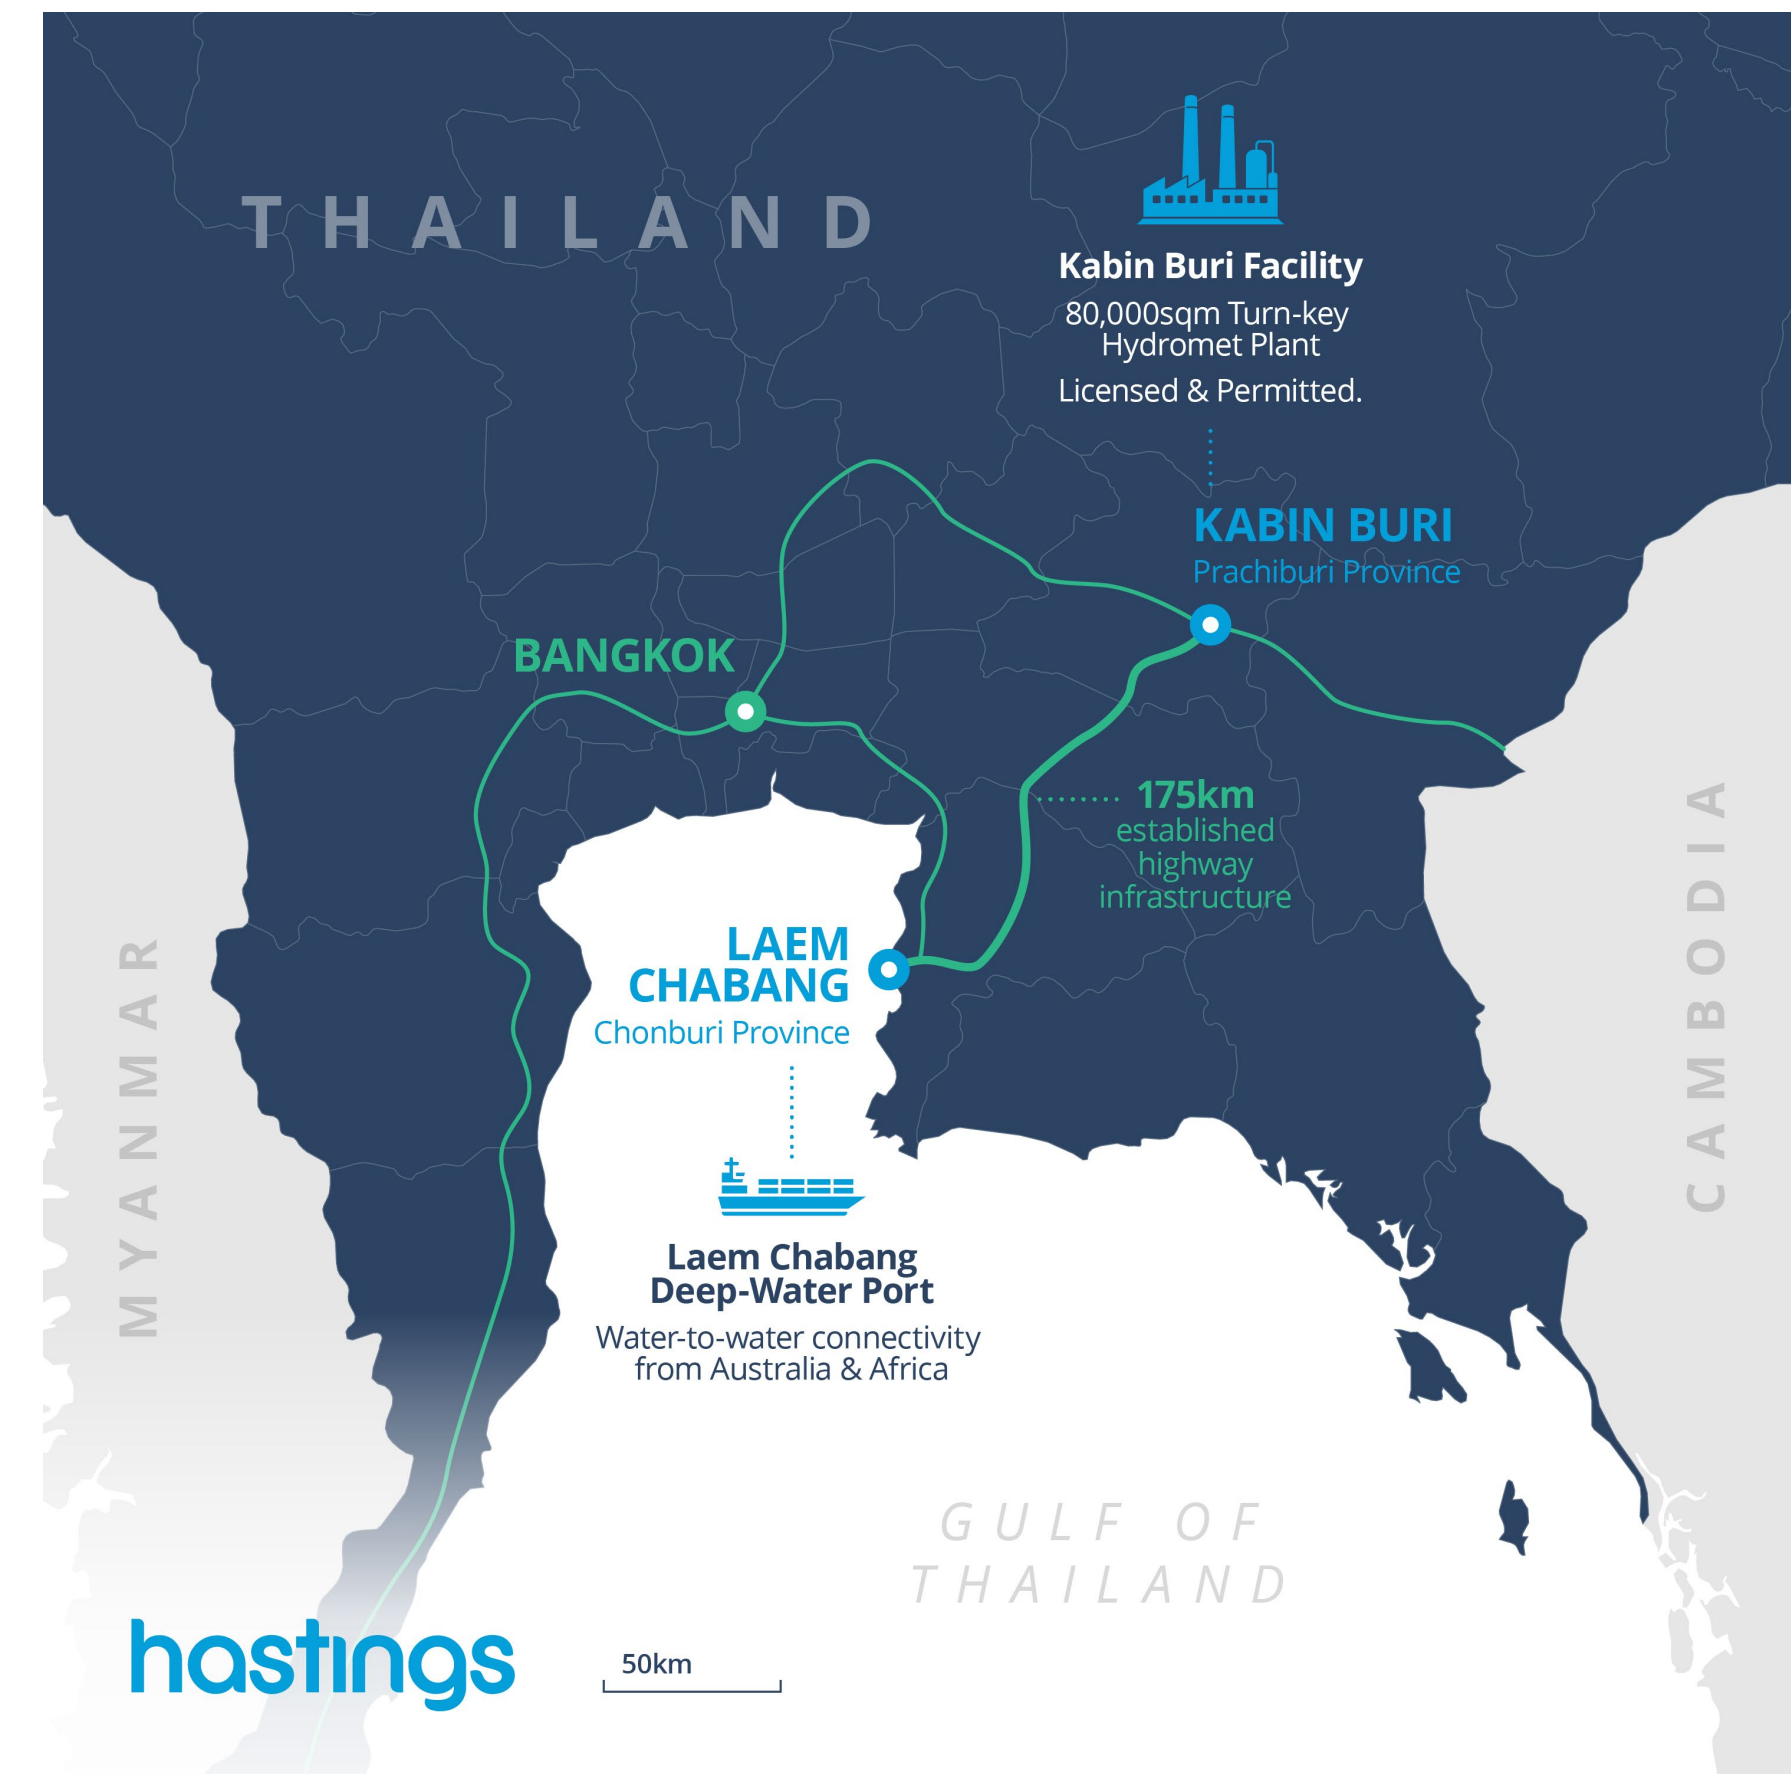 THAILAND
Kabin Buri Facility
80,000sqm Turn-key
Hydromet Plant
Licensed & Permitted.
KABIN BURI
Prachiburi Province
BANGKOK
175km
established
highway
infrastructure
LAEM
CHABANG
Chonburi Province
Laem Chabang
Deep-Water Port
Water-to-water connectivity
from Australia & Africa
MYANMAR
CAMBODIA
GULF OF
THAILAND
hastings
50km